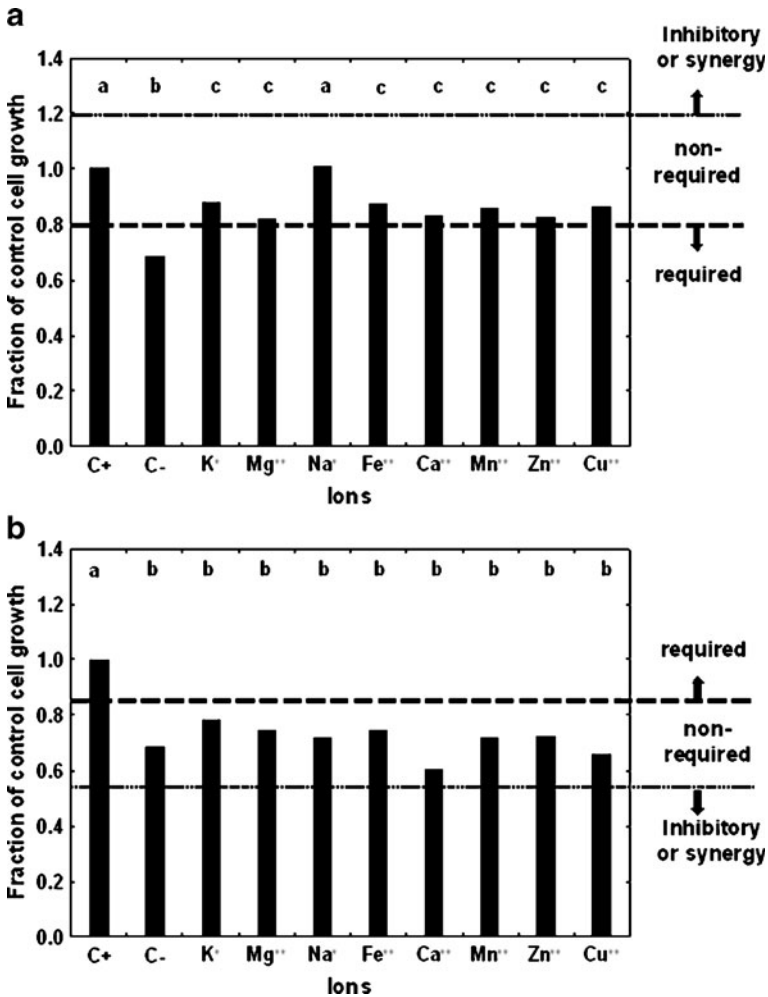 a
Inhibitory
or synergy
non-
required
required
Fraction of control cell growth
1.4
1.2
1.0
0.8
0.6
0.4
0.2
0.0
a b c c a c c c c c
C+ C- K⁺ Mg⁺⁺ Na⁺ Fe⁺⁺ Ca⁺⁺ Mn⁺⁺ Zn⁺⁺ Cu⁺⁺
Ions
b
required
non-
required
Inhibitory
or synergy
Fraction of control cell growth
1.4
1.2
1.0
0.8
0.6
0.4
0.2
0.0
a b b b b b b b b b
C+ C- K⁺ Mg⁺⁺ Na⁺ Fe⁺⁺ Ca⁺⁺ Mn⁺⁺ Zn⁺⁺ Cu⁺⁺
Ions